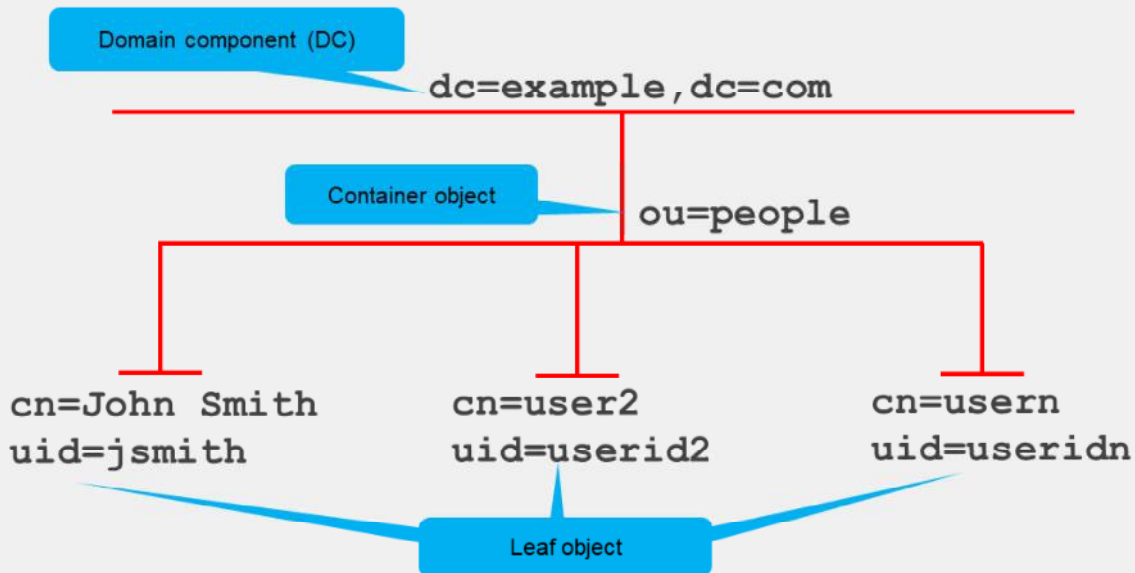 Domain component (DC)
dc=example,dc=com
Container object
ou=people
cn=John Smith
uid=jsmith
cn=user2
uid=userid2
cn=usern
uid=useridn
Leaf object